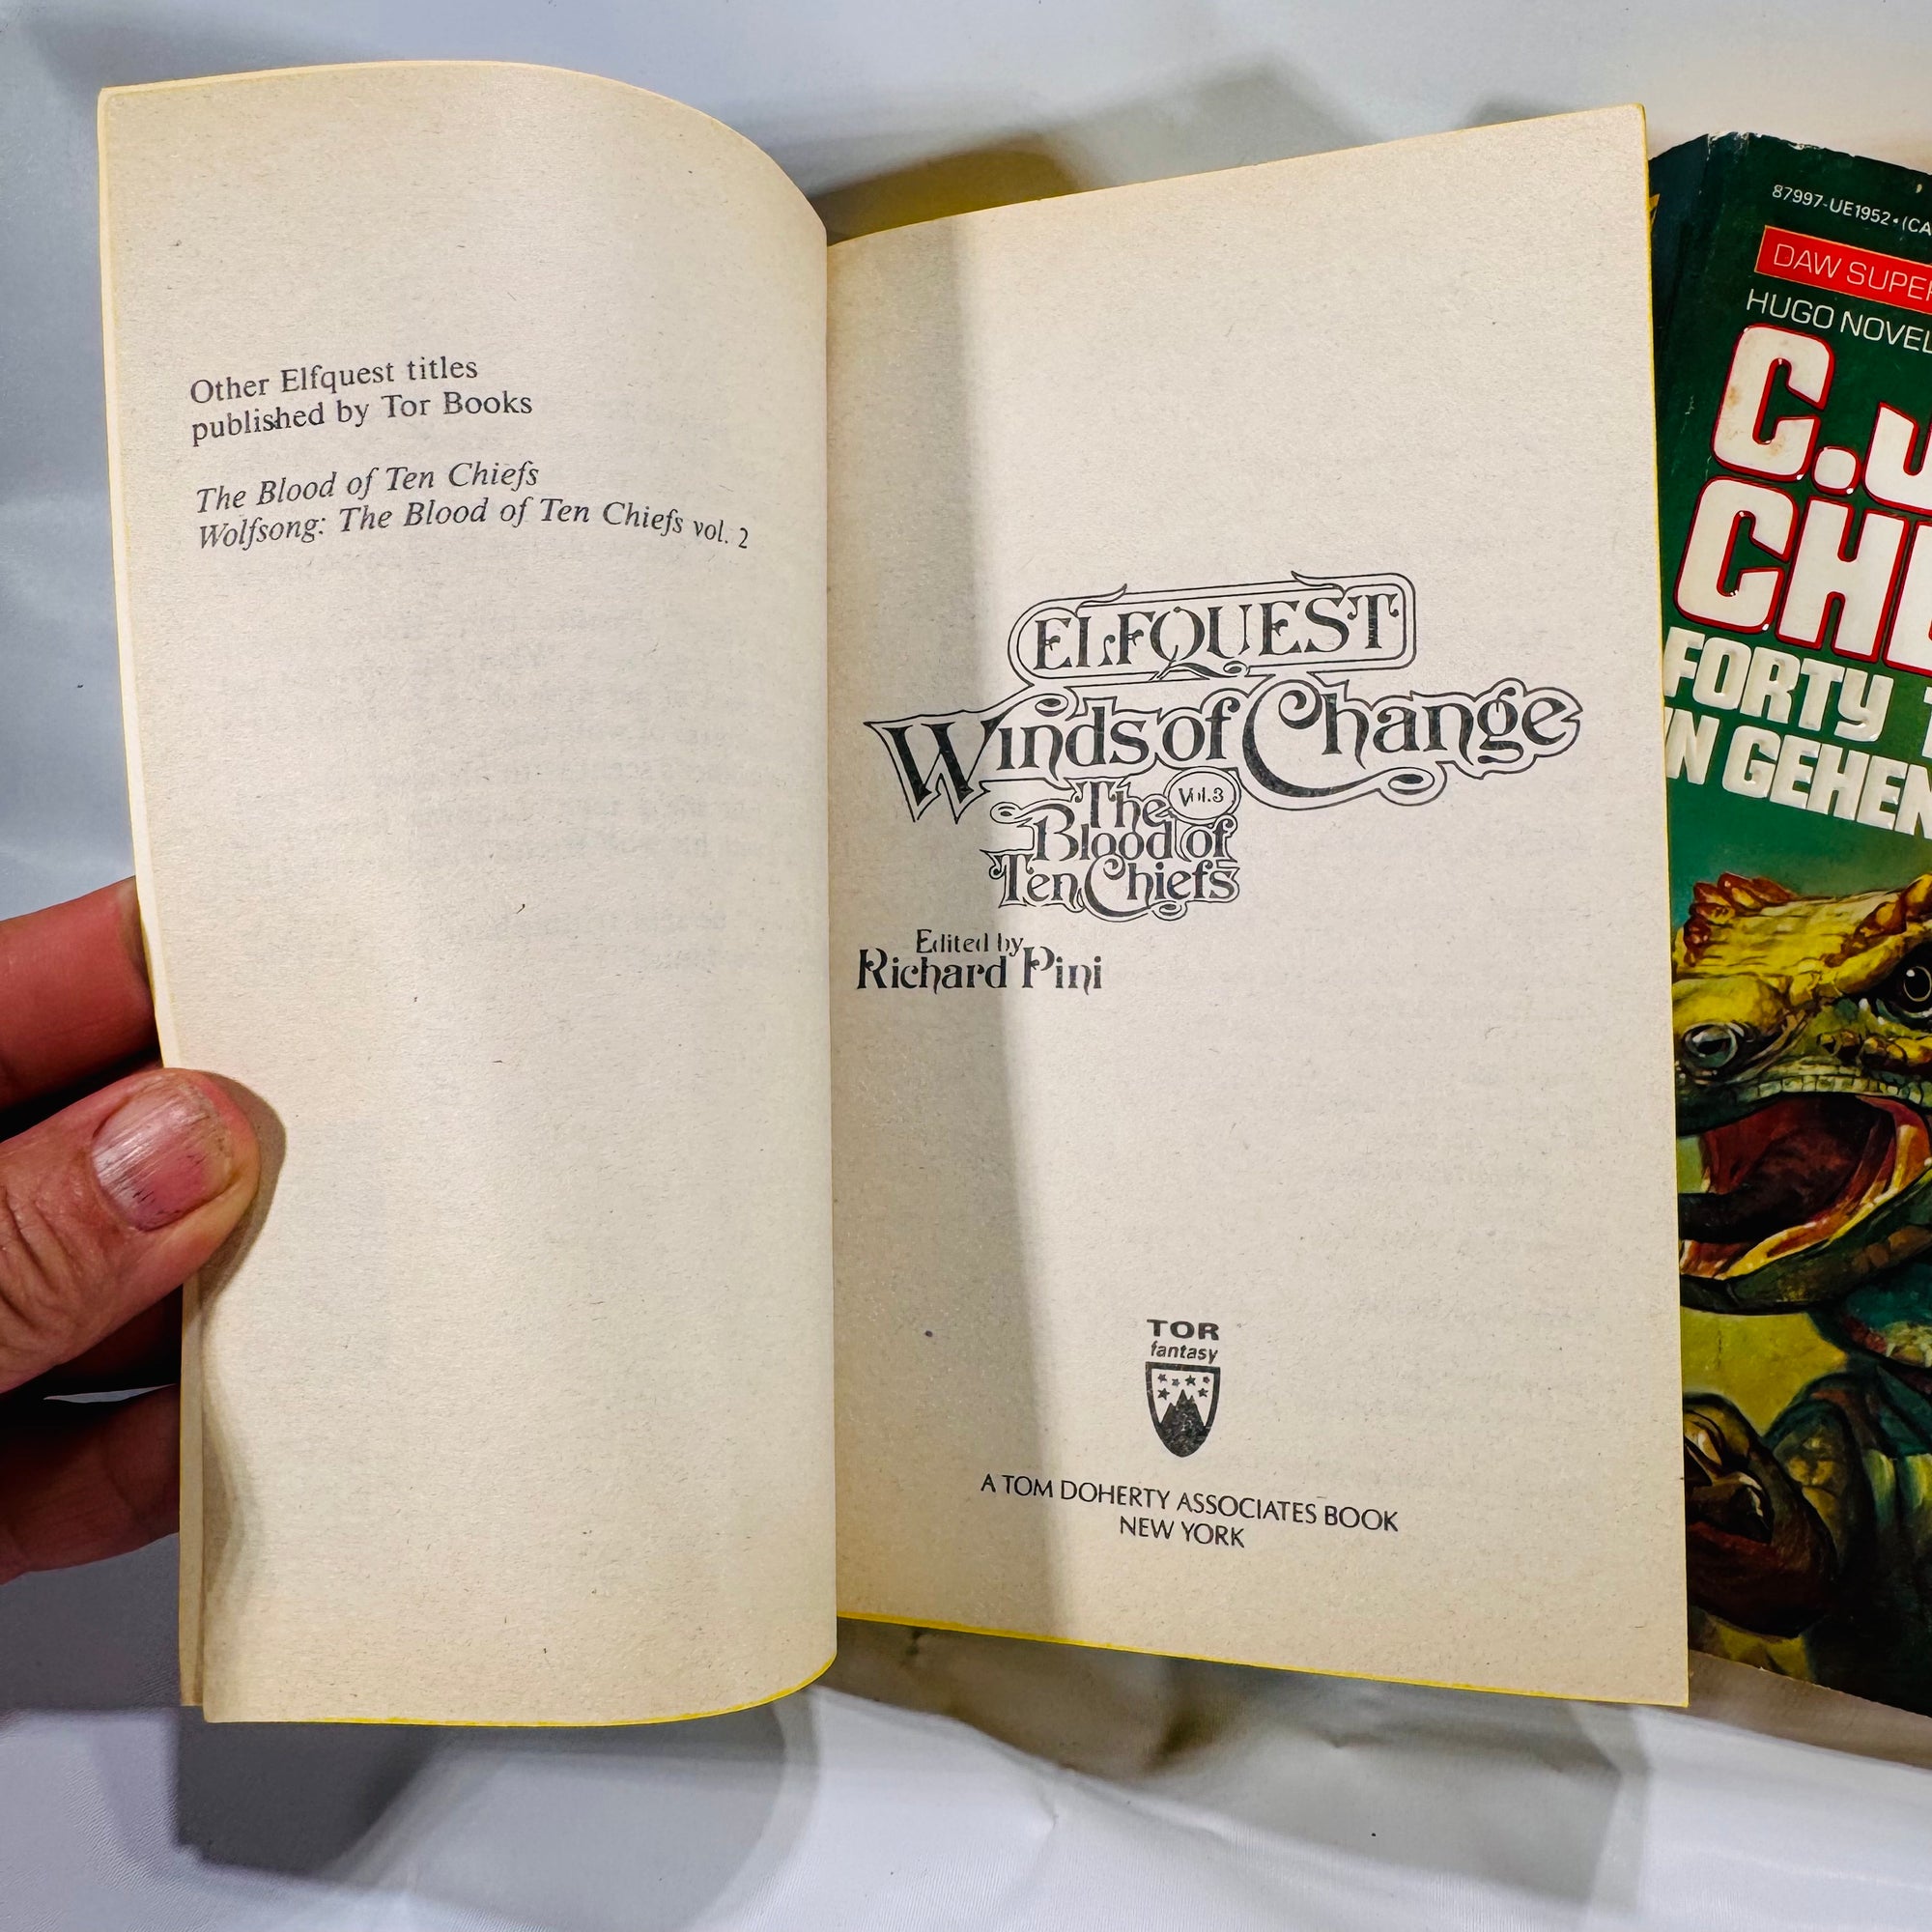 Other Elfquest titles
published by Tor Books
The Blood of Ten Chiefs
Wolfsong: The Blood of Ten Chiefs vol. 2
ELFQUEST
Winds of Change
The Vol.3
Blood of
Ten Chiefs
Edited by
Richard Pini
TOR
fantasy
A TOM DOHERTY ASSOCIATES BOOK
NEW YORK
87997-UE1952•(CA
DAW SUPER
HUGO NOVEL
C.J
CH
FORTY
IN GEHEN